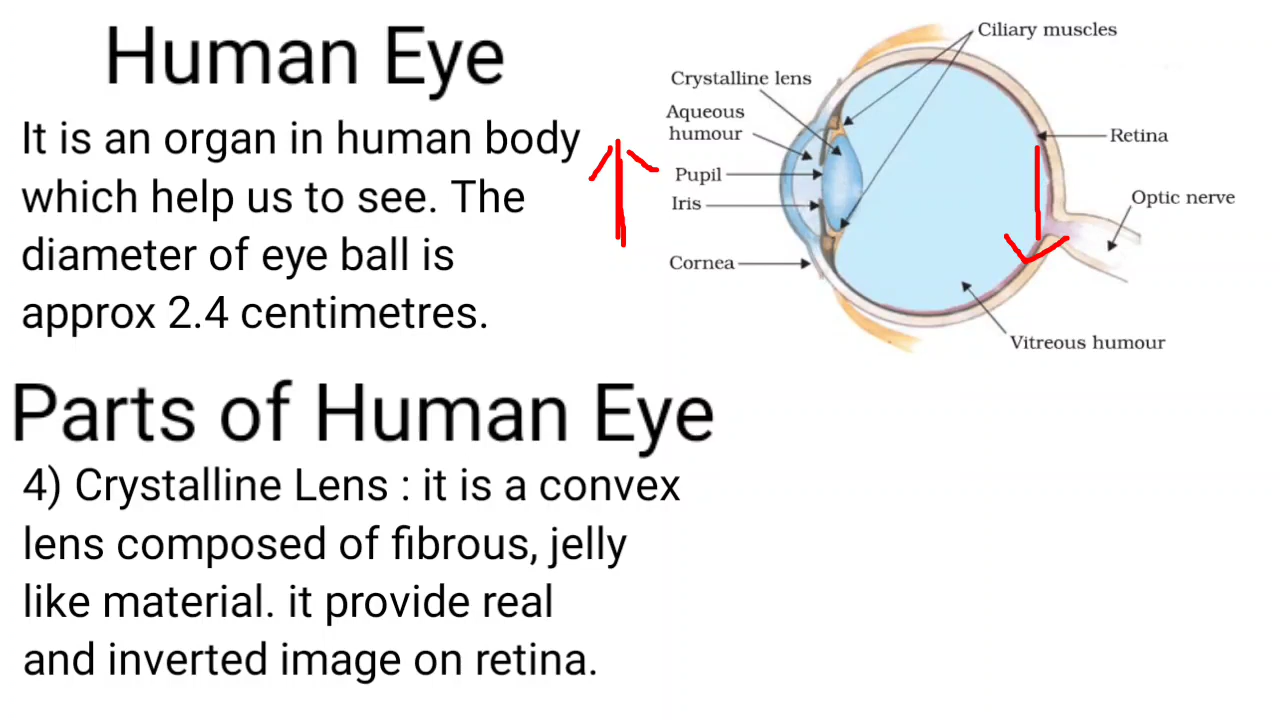 Human Eye
It is an organ in human body
which help us to see. The
diameter of eye ball is
approx 2.4 centimetres.
Ciliary muscles
Crystalline lens
Aqueous
humour
Pupil
Iris
Cornea
Retina
Optic nerve
Vitreous humour
Parts of Human Eye
4) Crystalline Lens : it is a convex
lens composed of fibrous, jelly
like material. it provide real
and inverted image on retina.